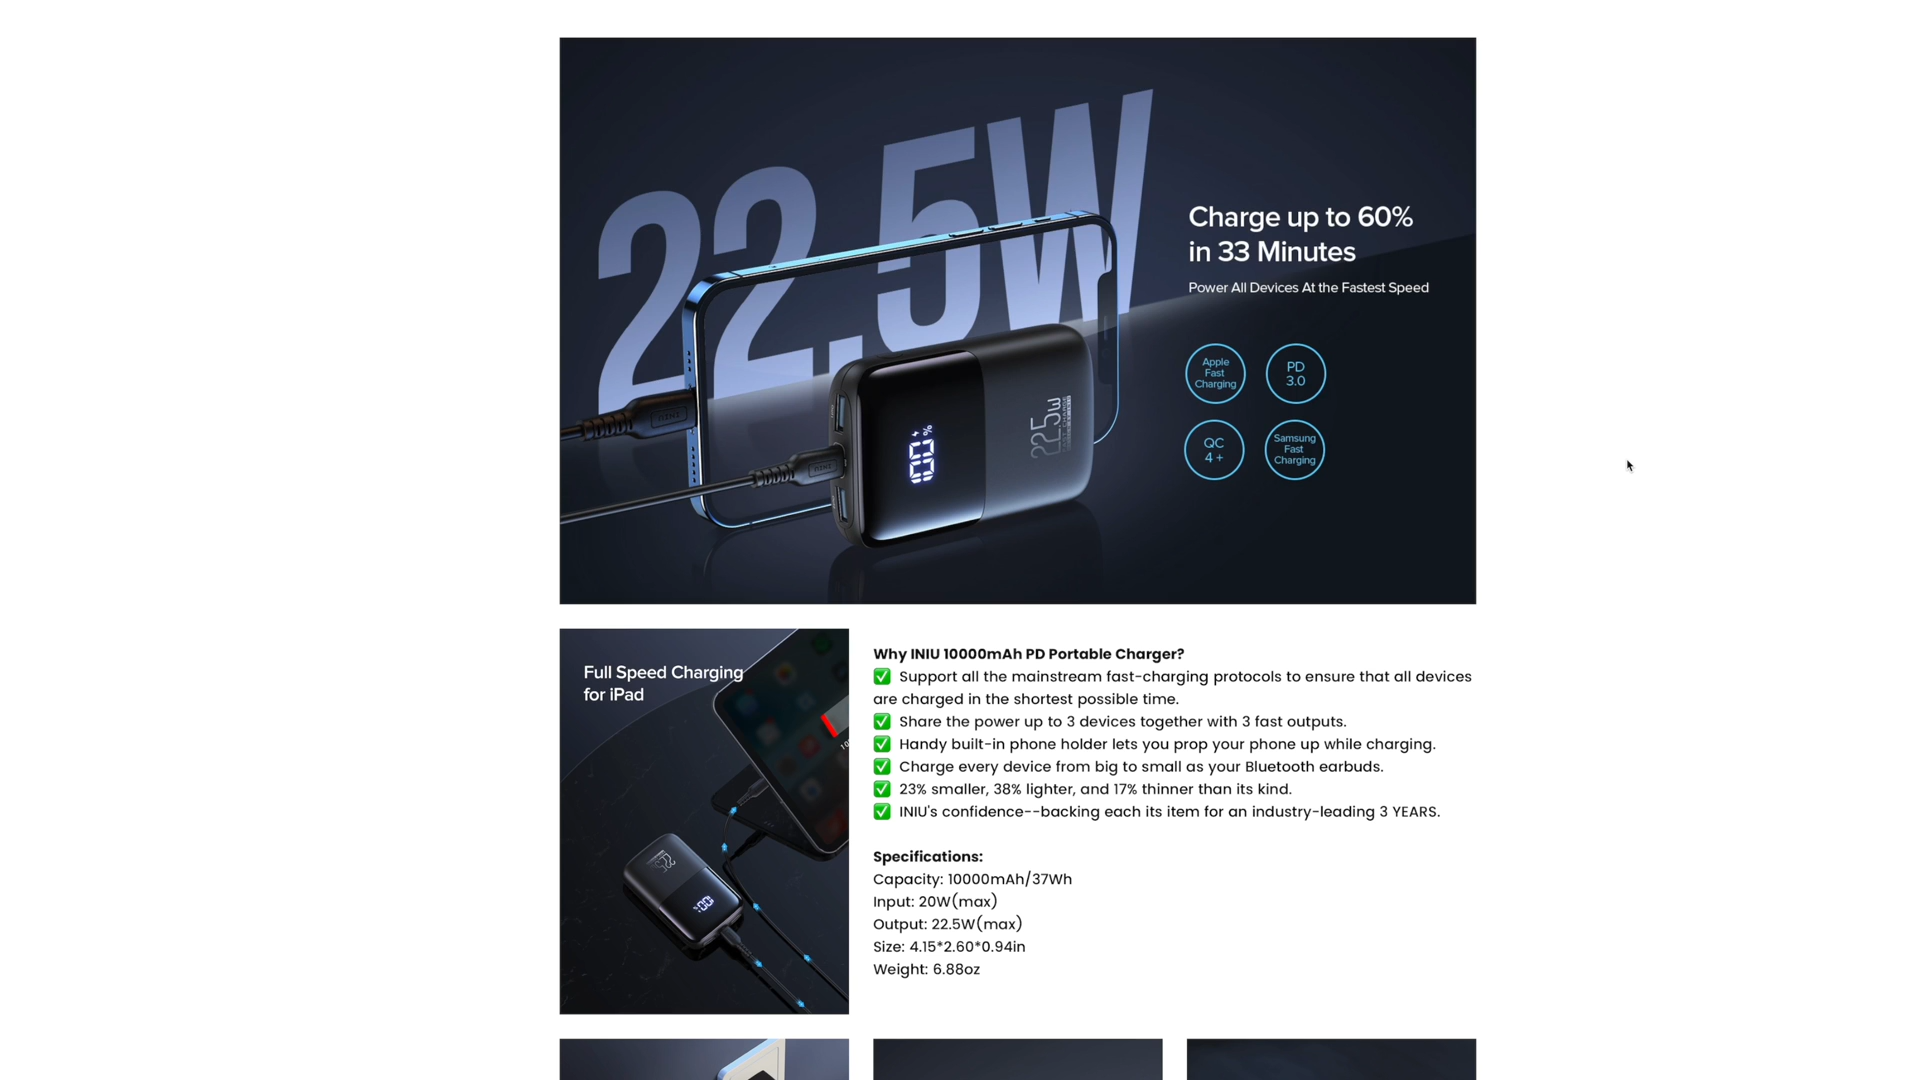 22.5W
Charge up to 60%
in 33 Minutes
Power All Devices At the Fastest Speed
Apple
Fast
Charging
PD
3.0
QC
4 +
Samsung
Fast
Charging
INIU
INIU
100%
22.5W
Full Speed Charging
for iPad
22.5
100%
Why INIU 10000mAh PD Portable Charger?
✅ Support all the mainstream fast-charging protocols to ensure that all devices
are charged in the shortest possible time.
✅ Share the power up to 3 devices together with 3 fast outputs.
✅ Handy built-in phone holder lets you prop your phone up while charging.
✅ Charge every device from big to small as your Bluetooth earbuds.
✅ 23% smaller, 38% lighter, and 17% thinner than its kind.
✅ INIU's confidence--backing each its item for an industry-leading 3 YEARS.
Specifications:
Capacity: 10000mAh/37Wh
Input: 20W(max)
Output: 22.5W(max)
Size: 4.15*2.60*0.94in
Weight: 6.88oz